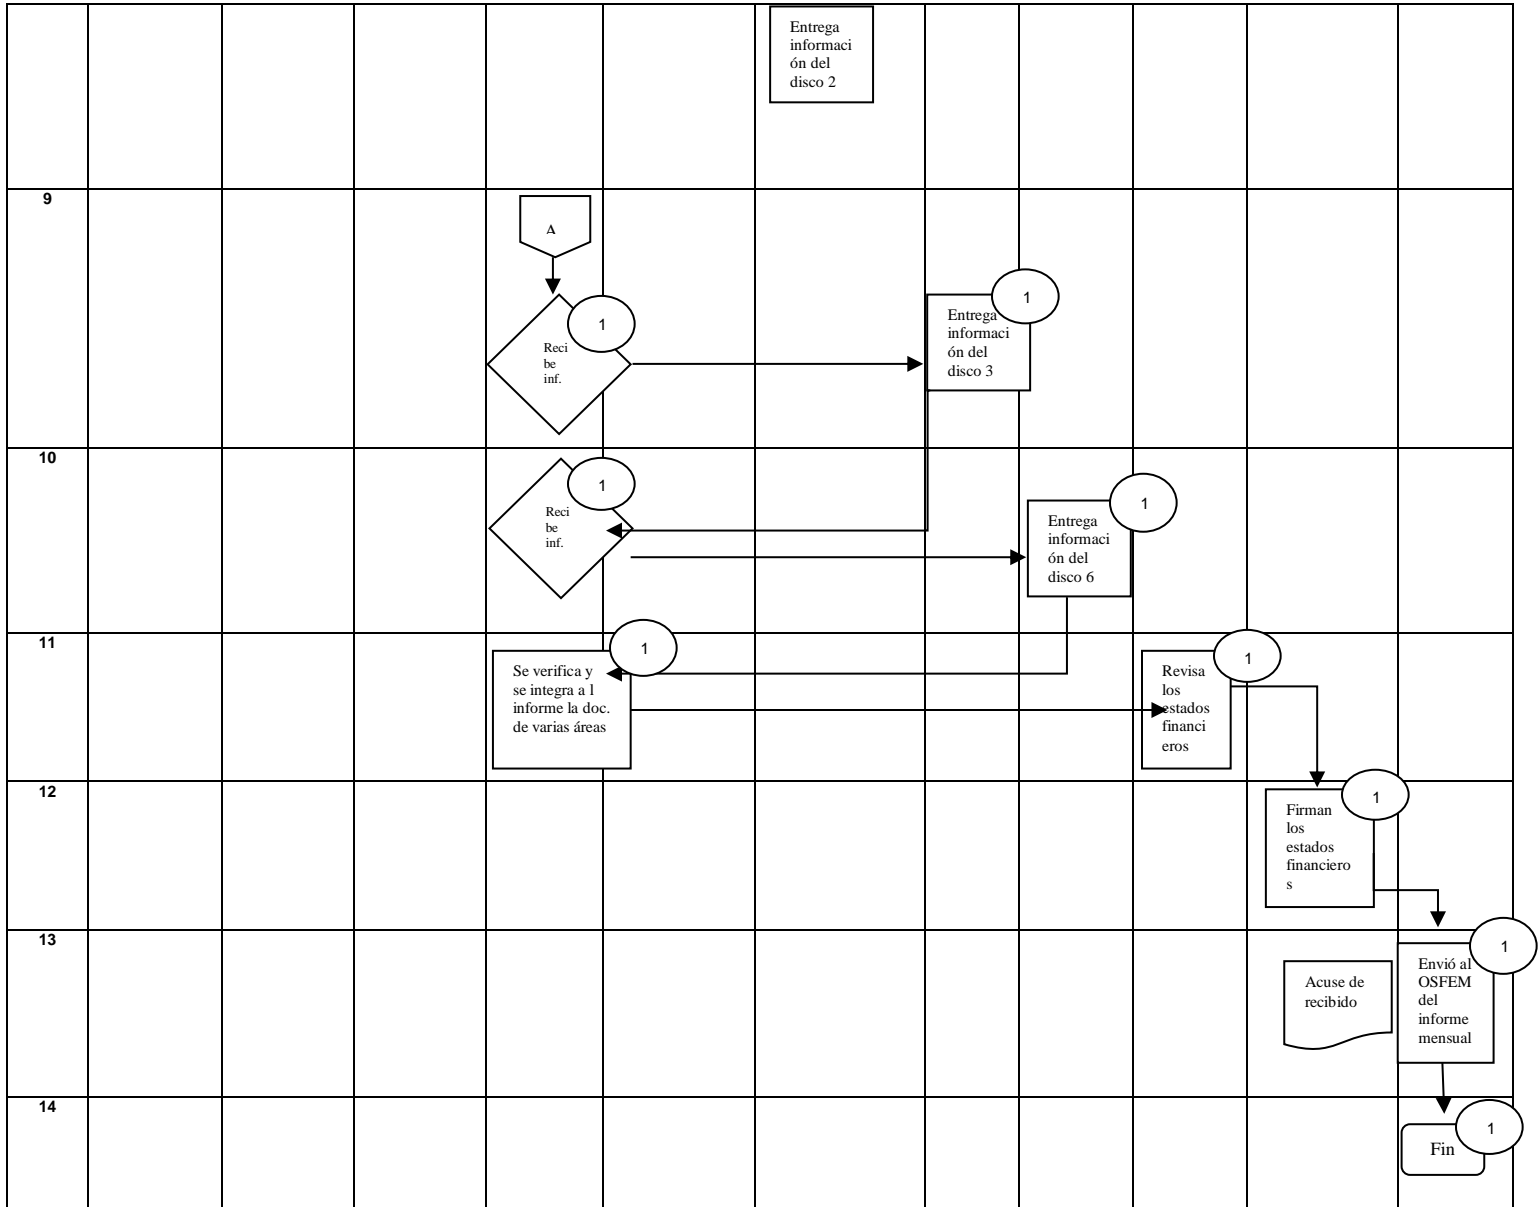 Entrega
informaci
ón del
disco 2
9
A
1
Reci
be
inf.
1
Entrega
informaci
ón del
disco 3
10
1
Reci
be
inf.
1
Entrega
informaci
ón del
disco 6
11
1
Se verifica y
se integra a l
informe la doc.
de varias áreas
1
Revisa
los
estados
financi
eros
12
1
Firman
los
estados
financiero
s
13
1
Acuse de
recibido
Envió al
OSFEM
del
informe
mensual
14
1
Fin